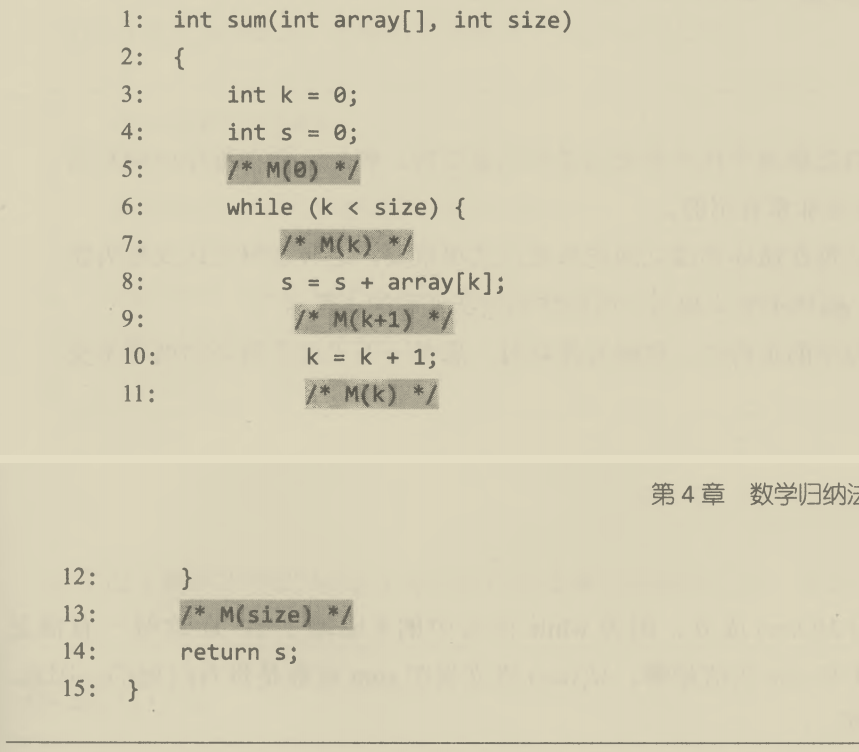 1: int sum(int array[], int size)
2: {
3: int k = 0;
4: int s = 0;
5: /* M(0) */
6: while (k < size) {
7: /* M(k) */
8: s = s + array[k];
9: /* M(k+1) */
10: k = k + 1;
11: /* M(k) */
第 4 章 数学归纳法
12: }
13: /* M(size) */
14: return s;
15: }